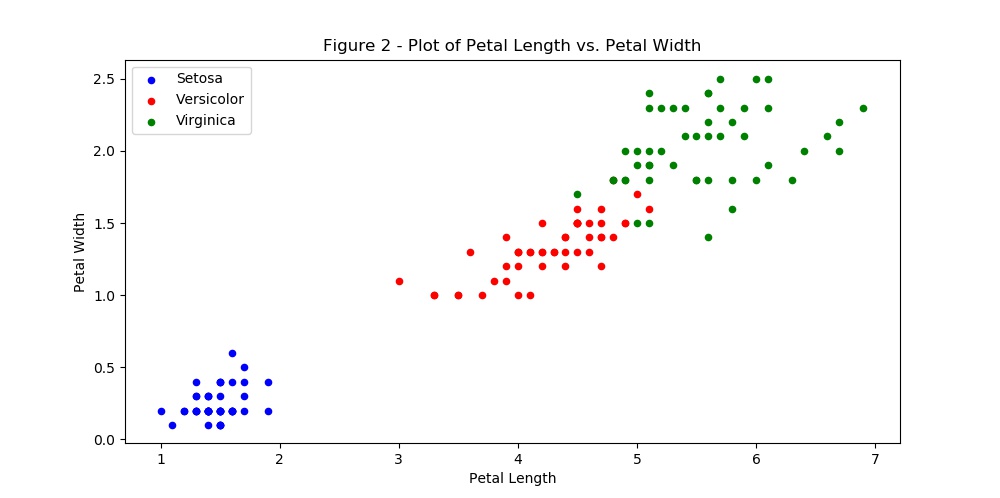 Figure 2 - Plot of Petal Length vs. Petal Width
Setosa
Versicolor
Virginica
2.5
2.0
1.5
1.0
0.5
0.0
Petal Width
1 2 3 4 5 6 7
Petal Length